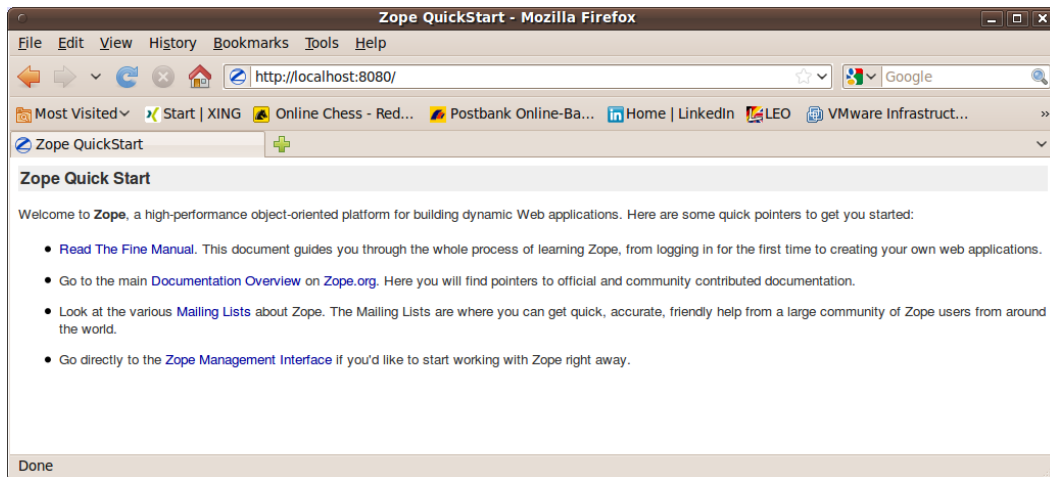 Zope QuickStart - Mozilla Firefox
File Edit View History Bookmarks Tools Help
http://localhost:8080/ Google
Most Visited Start | XING Online Chess - Red... Postbank Online-Ba... Home | LinkedIn LEO VMware Infrastruct... »
Zope QuickStart
Zope Quick Start
Welcome to Zope, a high-performance object-oriented platform for building dynamic Web applications. Here are some quick pointers to get you started:
• Read The Fine Manual. This document guides you through the whole process of learning Zope, from logging in for the first time to creating your own web applications.
• Go to the main Documentation Overview on Zope.org. Here you will find pointers to official and community contributed documentation.
• Look at the various Mailing Lists about Zope. The Mailing Lists are where you can get quick, accurate, friendly help from a large community of Zope users from around
the world.
• Go directly to the Zope Management Interface if you'd like to start working with Zope right away.
Done